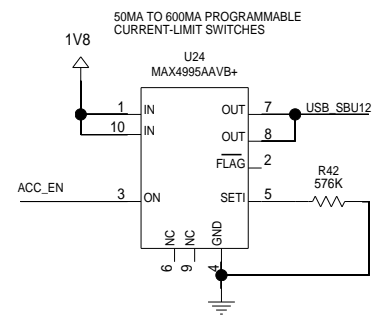 50MA TO 600MA PROGRAMMABLE
CURRENT-LIMIT SWITCHES
1V8
U24
MAX4995AAVB+
1 IN OUT 7 USB_SBU12
10 IN OUT 8
FLAG 2
R42
576K
ACC_EN 3 ON SETI 5
NC NC GND
6 9 4